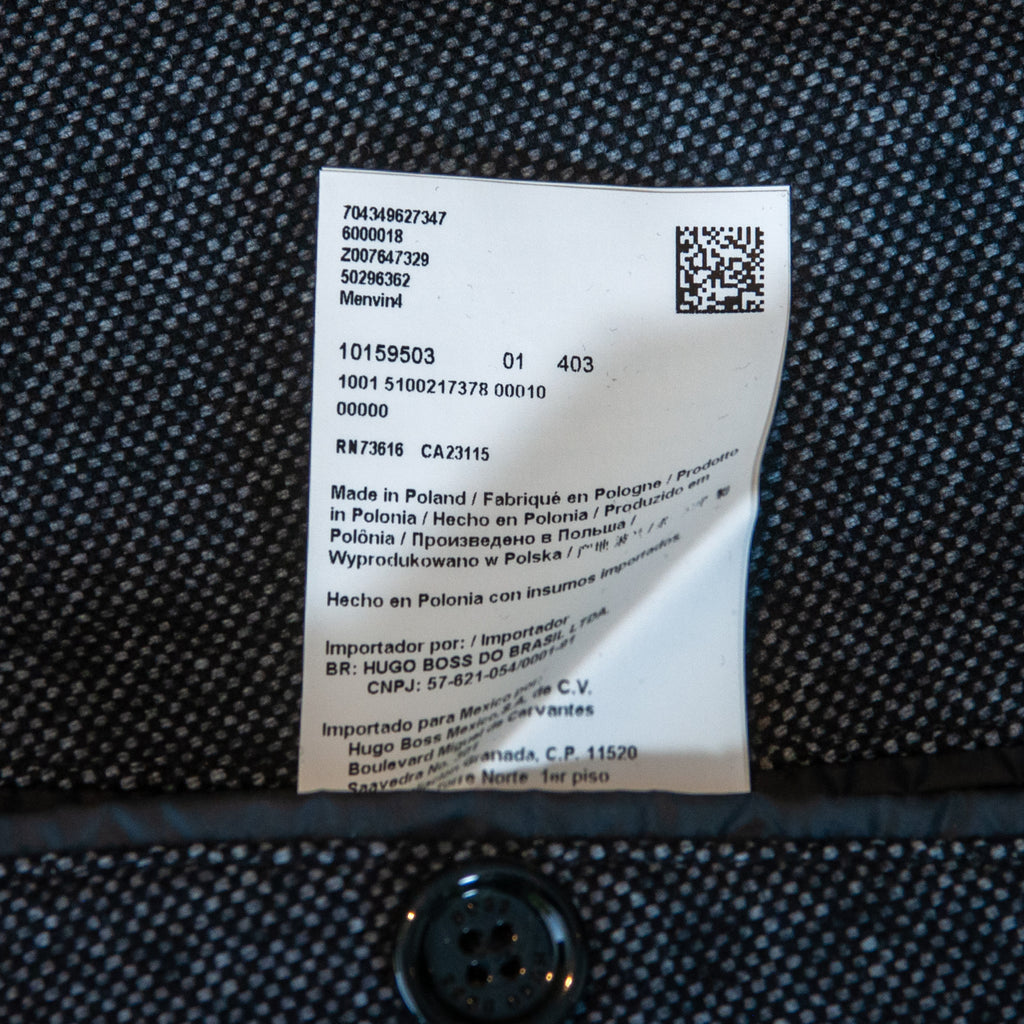 704349627347
6000018
Z007647329
50296362
Menvin4
10159503 01 403
1001 5100217378 00010
00000
RN73616 CA23115
Made in Poland / Fabriqué en Pologne / Prodotto
in Polonia / Hecho en Polonia / Produzido em
Polônia / Произведено в Польша /
Wyprodukowano w Polska /
Hecho en Polonia con insumos importados.
Importador por: / Importador
BR: HUGO BOSS DO BRASIL LTDA.
CNPJ: 57-621-054/0001-91
Importado para Mexico por:
Hugo Boss Mexico S.A. de C.V.
Boulevard Miguel de Cervantes
Saavedra No. Granada, C.P. 11520
Norte 1er piso